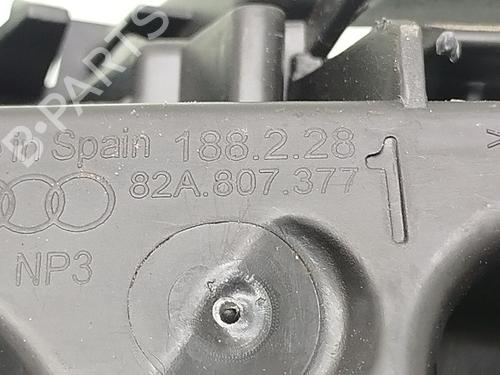 B-PARTS
in Spain 188.2.28
82A.807.377 1
NP3